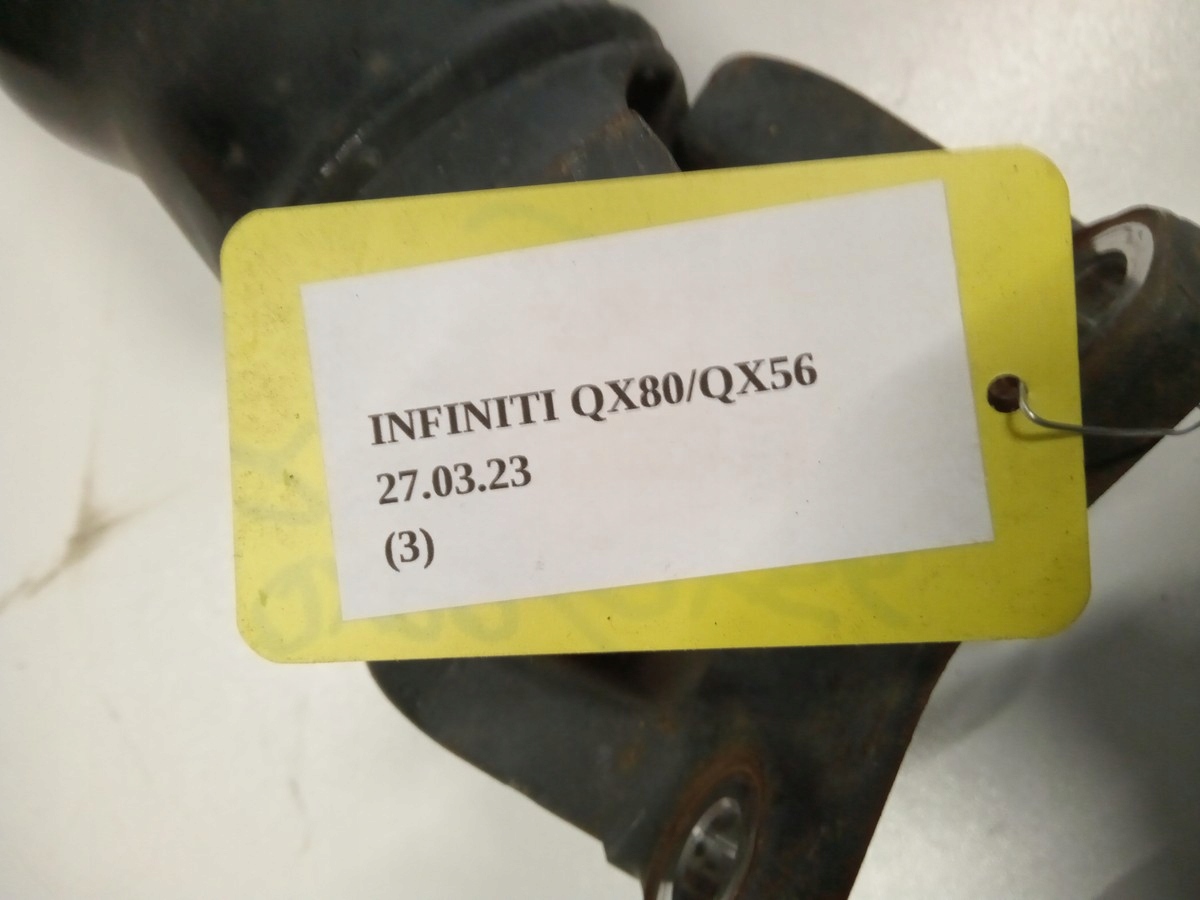 INFINITI QX80/QX56
27.03.23
(3)